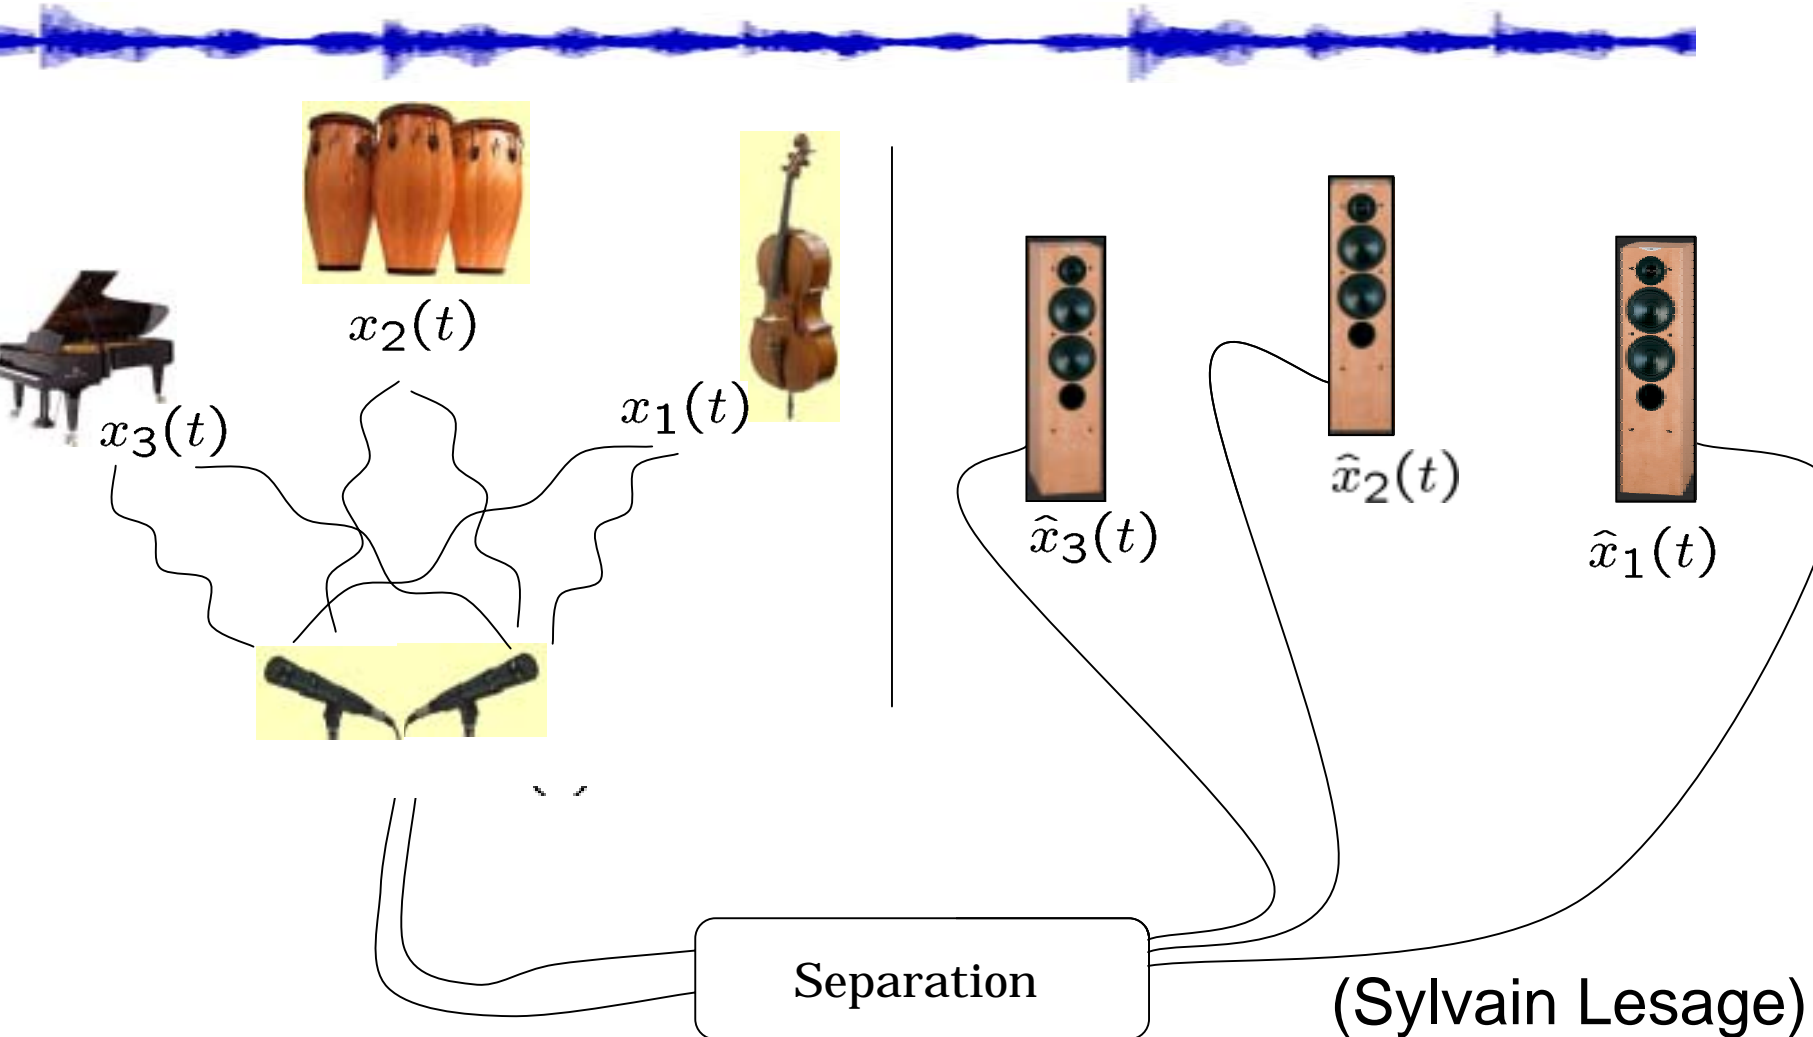 x₂(t)
x₁(t)
x₃(t)
x̂₂(t)
x̂₃(t)
x̂₁(t)
Separation
(Sylvain Lesage)